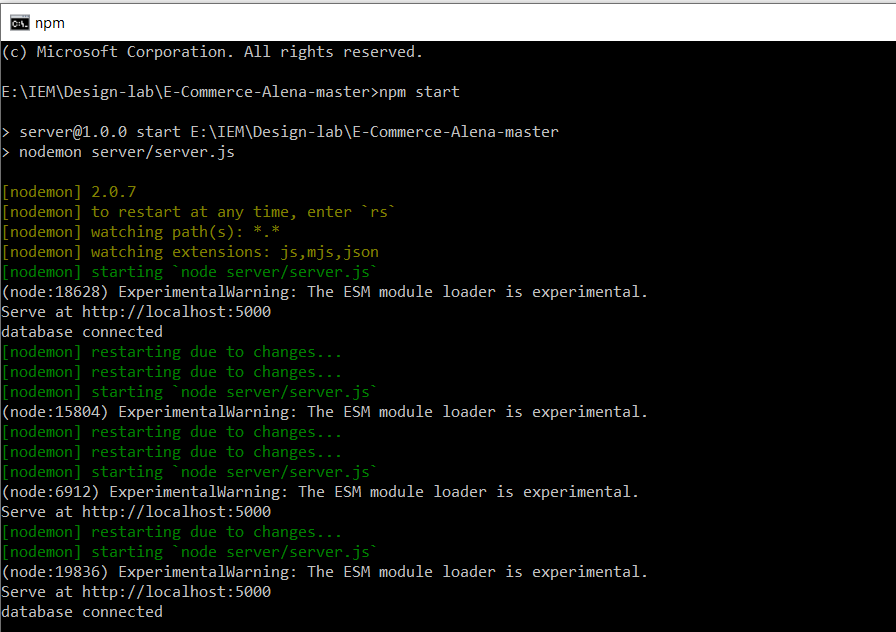 npm
(c) Microsoft Corporation. All rights reserved.
E:\IEM\Design-lab\E-Commerce-Alena-master>npm start
> server@1.0.0 start E:\IEM\Design-lab\E-Commerce-Alena-master
> nodemon server/server.js
[nodemon] 2.0.7
[nodemon] to restart at any time, enter `rs`
[nodemon] watching path(s): *.*
[nodemon] watching extensions: js,mjs,json
[nodemon] starting `node server/server.js`
(node:18628) ExperimentalWarning: The ESM module loader is experimental.
Serve at http://localhost:5000
database connected
[nodemon] restarting due to changes...
[nodemon] restarting due to changes...
[nodemon] starting `node server/server.js`
(node:15804) ExperimentalWarning: The ESM module loader is experimental.
[nodemon] restarting due to changes...
[nodemon] restarting due to changes...
[nodemon] starting `node server/server.js`
(node:6912) ExperimentalWarning: The ESM module loader is experimental.
Serve at http://localhost:5000
[nodemon] restarting due to changes...
[nodemon] starting `node server/server.js`
(node:19836) ExperimentalWarning: The ESM module loader is experimental.
Serve at http://localhost:5000
database connected